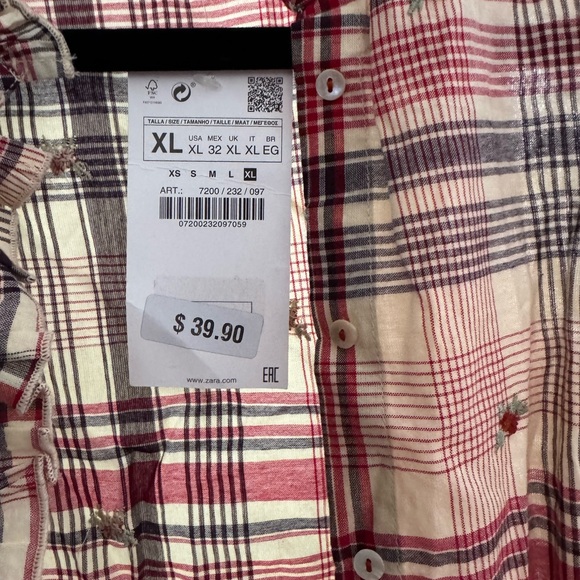 TALLA / SIZE / TAMANHO / TAILLE / MAAT / ΜΕΓΕΘΟΣ
XL
USA MEX UK IT BR
XL 32 XL XL EG
XS S M L XL
ART.: 7200 / 232 / 097
07200232097059
$ 39.90
www.zara.com
EAC